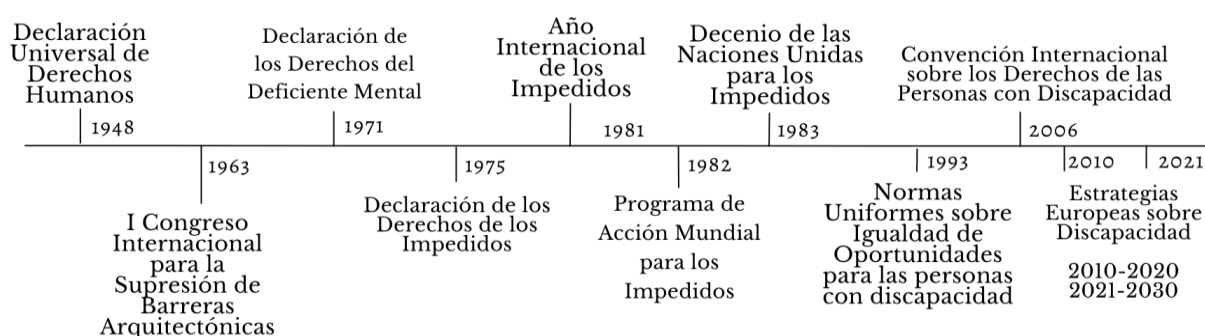 Declaración
Universal de
Derechos
Humanos
1948
I Congreso
Internacional
para la
Supresión de
Barreras
Arquitectónicas
1963
Declaración de
los Derechos del
Deficiente Mental
1971
Declaración de los
Derechos de los
Impedidos
1975
Año
Internacional
de los
Impedidos
1981
Programa de
Acción Mundial
para los
Impedidos
1982
Decenio de las
Naciones Unidas
para los
Impedidos
1983
Normas
Uniformes sobre
Igualdad de
Oportunidades
para las personas
con discapacidad
1993
Convención Internacional
sobre los Derechos de las
Personas con Discapacidad
2006
2010
2021
Estrategias
Europeas sobre
Discapacidad
2010-2020
2021-2030